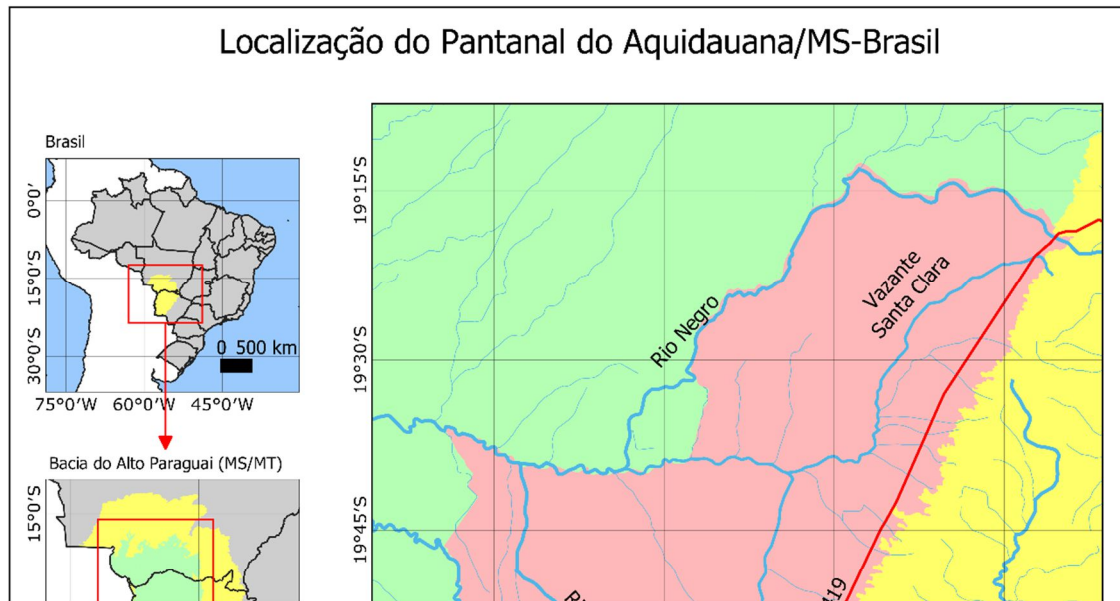 Localização do Pantanal do Aquidauana/MS-Brasil
Brasil
0°0'
15°0'S
30°0'S
0 500 km
75°0'W 60°0'W 45°0'W
Bacia do Alto Paraguai (MS/MT)
15°0'S
19°15'S
19°30'S
19°45'S
Rio Negro
Vazante
Santa Clara